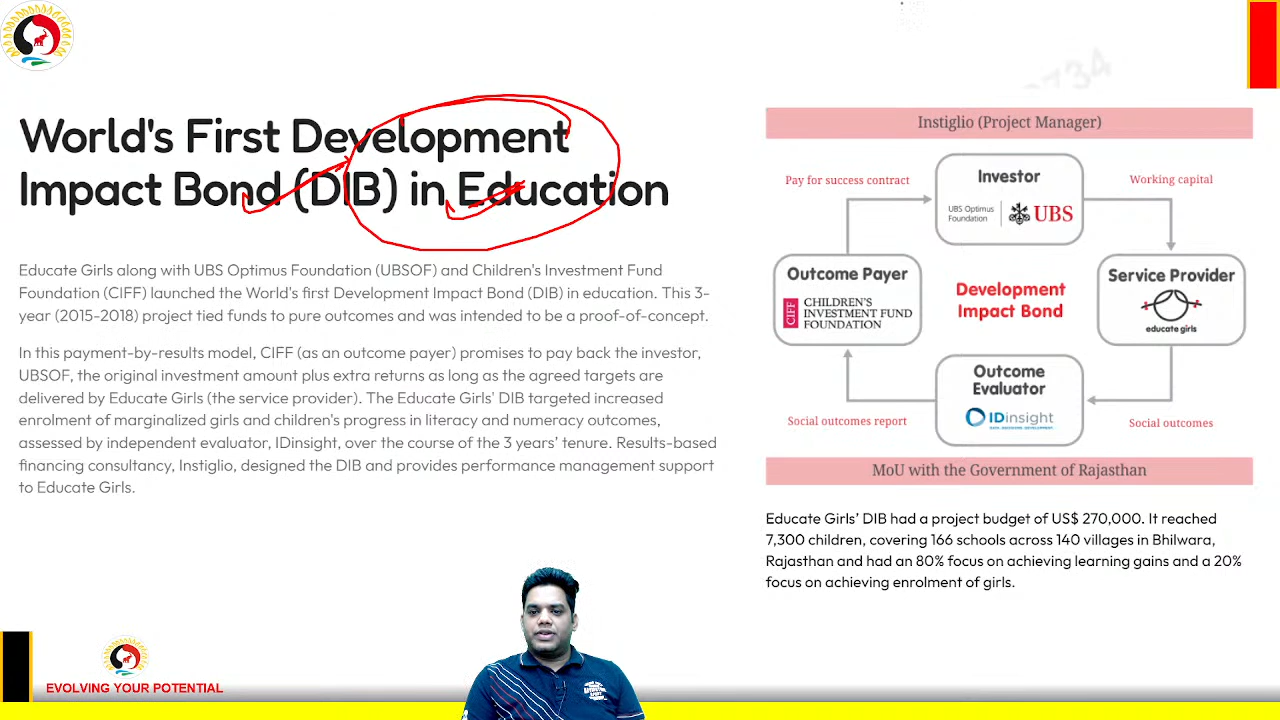 World's First Development
Impact Bond (DIB) in Education
Educate Girls along with UBS Optimus Foundation (UBSOF) and Children's Investment Fund
Foundation (CIFF) launched the World's first Development Impact Bond (DIB) in education. This 3-
year (2015-2018) project tied funds to pure outcomes and was intended to be a proof-of-concept.
In this payment-by-results model, CIFF (as an outcome payer) promises to pay back the investor,
UBSOF, the original investment amount plus extra returns as long as the agreed targets are
delivered by Educate Girls (the service provider). The Educate Girls' DIB targeted increased
enrolment of marginalized girls and children's progress in literacy and numeracy outcomes,
assessed by independent evaluator, IDinsight, over the course of the 3 years' tenure. Results-based
financing consultancy, Instiglio, designed the DIB and provides performance management support
to Educate Girls.
Instiglio (Project Manager)
Pay for success contract
Investor
UBS Optimus
Foundation
UBS
Working capital
Outcome Payer
CIFF
CHILDREN'S
INVESTMENT FUND
FOUNDATION
Development
Impact Bond
Service Provider
educate girls
Outcome
Evaluator
IDinsight
Social outcomes report
Social outcomes
MoU with the Government of Rajasthan
Educate Girls' DIB had a project budget of US$ 270,000. It reached
7,300 children, covering 166 schools across 140 villages in Bhilwara,
Rajasthan and had an 80% focus on achieving learning gains and a 20%
focus on achieving enrolment of girls.
EVOLVING YOUR POTENTIAL